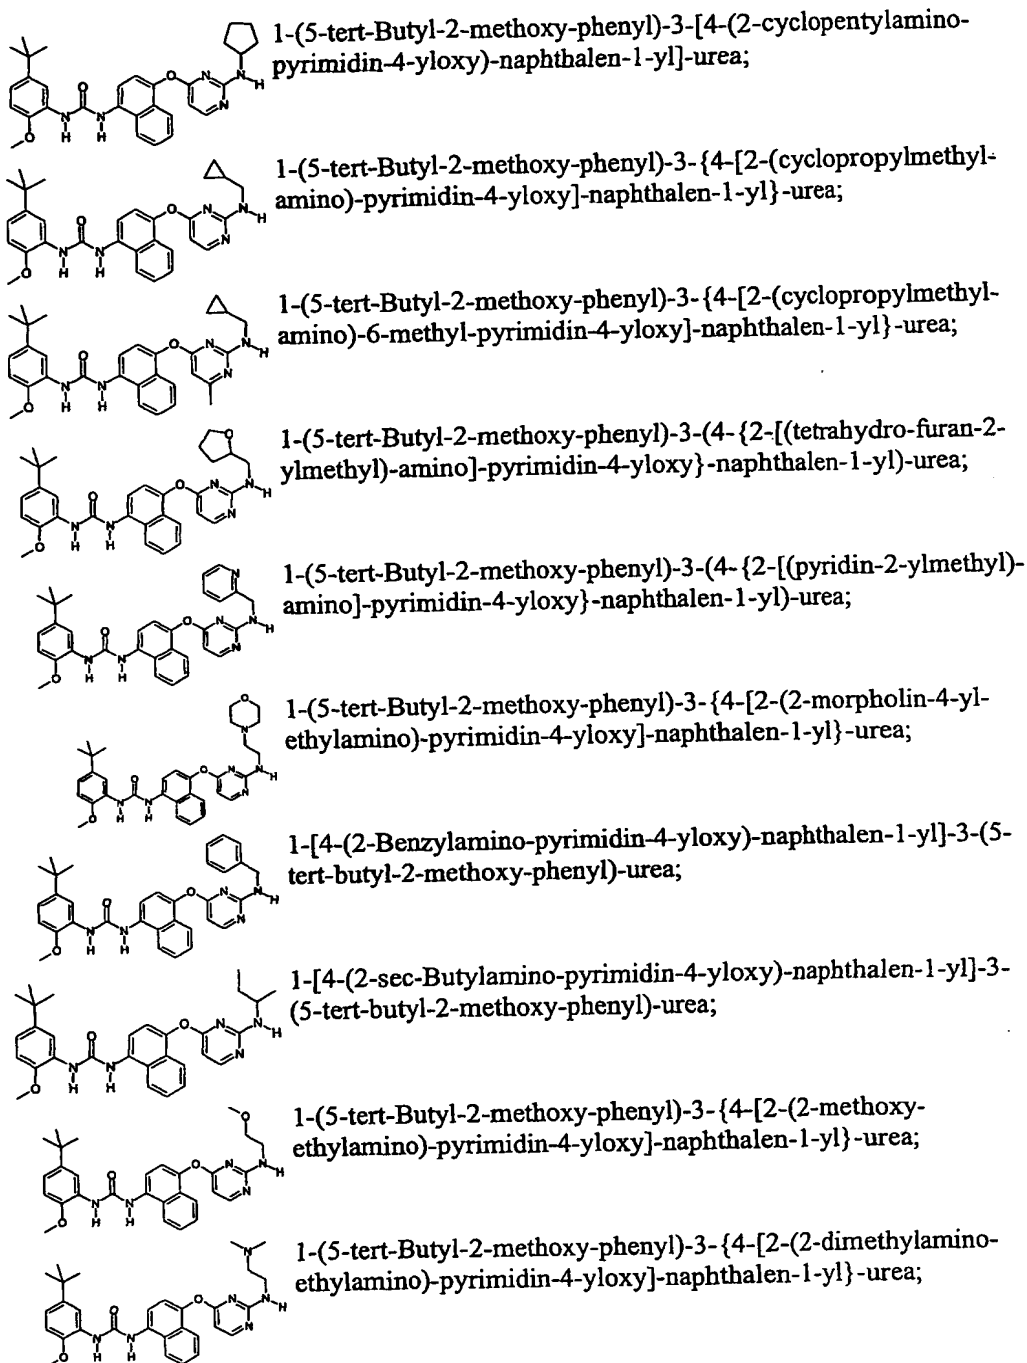 1-(5-tert-Butyl-2-methoxy-phenyl)-3-[4-(2-cyclopentylamino-
pyrimidin-4-yloxy)-naphthalen-1-yl]-urea;
1-(5-tert-Butyl-2-methoxy-phenyl)-3-{4-[2-(cyclopropylmethyl-
amino)-pyrimidin-4-yloxy]-naphthalen-1-yl}-urea;
1-(5-tert-Butyl-2-methoxy-phenyl)-3-{4-[2-(cyclopropylmethyl-
amino)-6-methyl-pyrimidin-4-yloxy]-naphthalen-1-yl}-urea;
1-(5-tert-Butyl-2-methoxy-phenyl)-3-(4-{2-[(tetrahydro-furan-2-
ylmethyl)-amino]-pyrimidin-4-yloxy}-naphthalen-1-yl)-urea;
1-(5-tert-Butyl-2-methoxy-phenyl)-3-(4-{2-[(pyridin-2-ylmethyl)-
amino]-pyrimidin-4-yloxy}-naphthalen-1-yl)-urea;
1-(5-tert-Butyl-2-methoxy-phenyl)-3-{4-[2-(2-morpholin-4-yl-
ethylamino)-pyrimidin-4-yloxy]-naphthalen-1-yl}-urea;
1-[4-(2-Benzylamino-pyrimidin-4-yloxy)-naphthalen-1-yl]-3-(5-
tert-butyl-2-methoxy-phenyl)-urea;
1-[4-(2-sec-Butylamino-pyrimidin-4-yloxy)-naphthalen-1-yl]-3-
(5-tert-butyl-2-methoxy-phenyl)-urea;
1-(5-tert-Butyl-2-methoxy-phenyl)-3-{4-[2-(2-methoxy-
ethylamino)-pyrimidin-4-yloxy]-naphthalen-1-yl}-urea;
1-(5-tert-Butyl-2-methoxy-phenyl)-3-{4-[2-(2-dimethylamino-
ethylamino)-pyrimidin-4-yloxy]-naphthalen-1-yl}-urea;